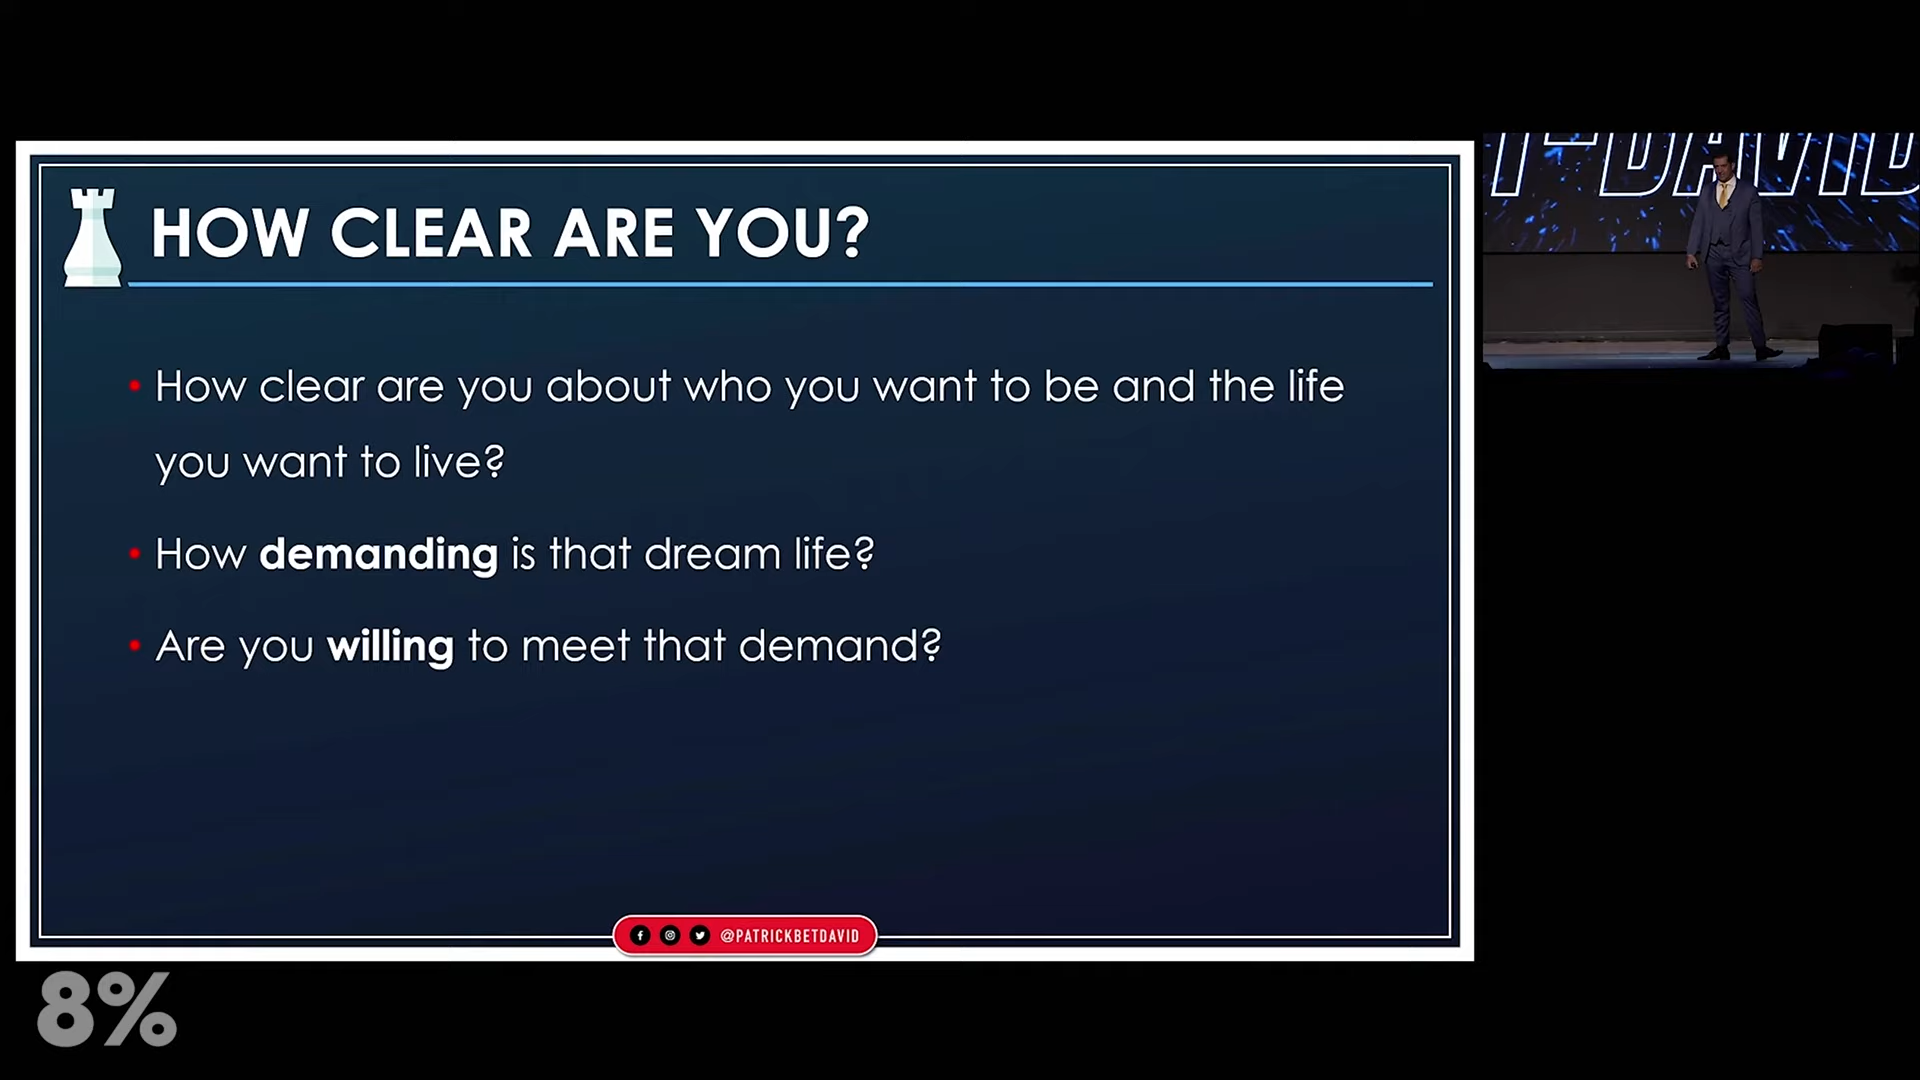 HOW CLEAR ARE YOU?
• How clear are you about who you want to be and the life
you want to live?
• How demanding is that dream life?
• Are you willing to meet that demand?
@PATRICKBETDAVID
T-DAVID
8%